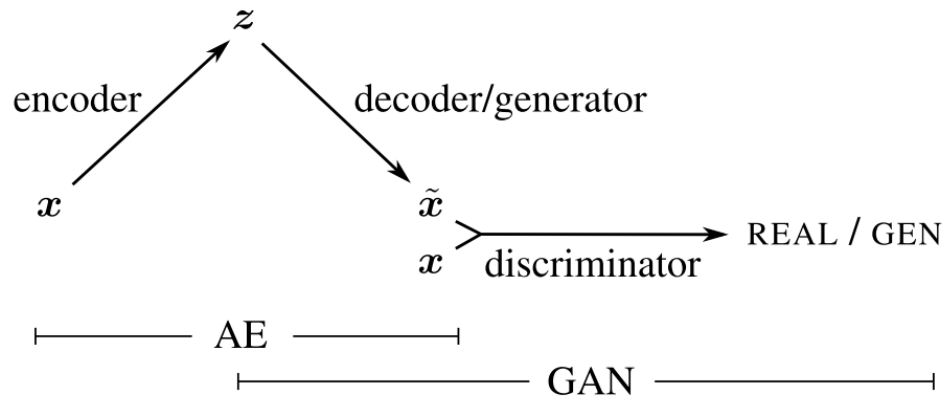 z
encoder
decoder/generator
x
x̃
x
REAL / GEN
discriminator
AE
GAN